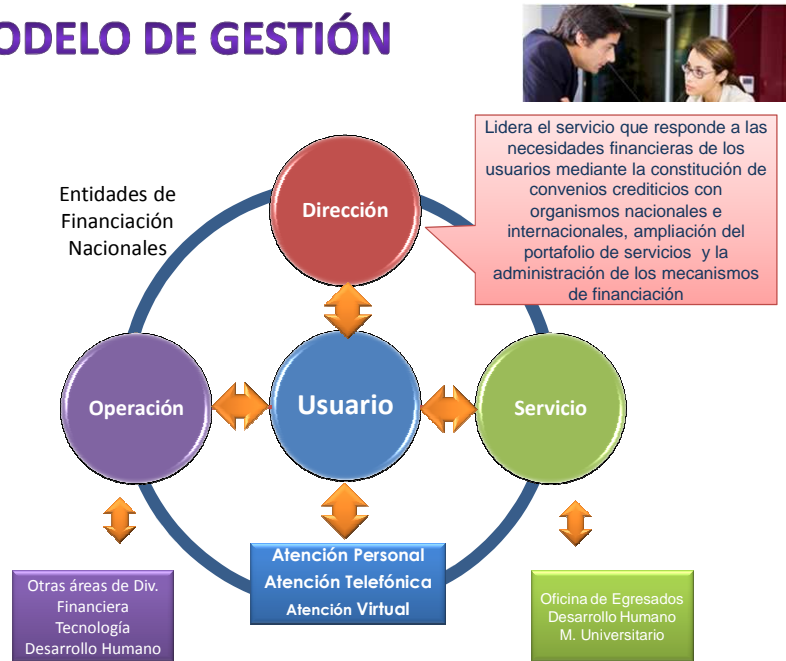 ODELO DE GESTIÓN
Lidera el servicio que responde a las
necesidades financieras de los
usuarios mediante la constitución de
convenios crediticios con
organismos nacionales e
internacionales, ampliación del
portafolio de servicios y la
administración de los mecanismos
de financiación
Entidades de
Financiación
Nacionales
Dirección
Operación
Usuario
Servicio
Atención Personal
Atención Telefónica
Atención Virtual
Otras áreas de Div.
Financiera
Tecnología
Desarrollo Humano
Oficina de Egresados
Desarrollo Humano
M. Universitario